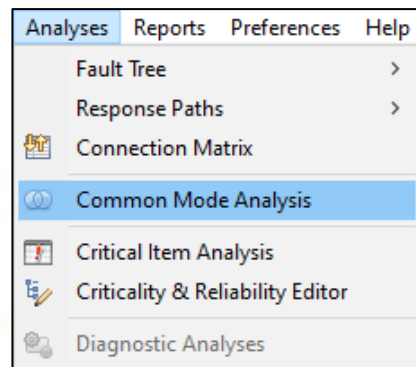 Analyses Reports Preferences Help
Fault Tree
Response Paths
Connection Matrix
Common Mode Analysis
Critical Item Analysis
Criticality & Reliability Editor
Diagnostic Analyses